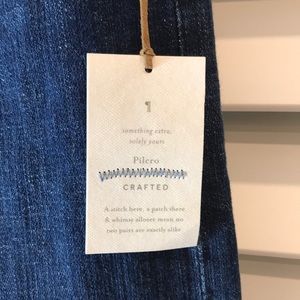 1
something extra,
solely yours
Pilcro
CRAFTED
A stitch here, a patch there
& whimsy allover mean no
two pairs are exactly alike